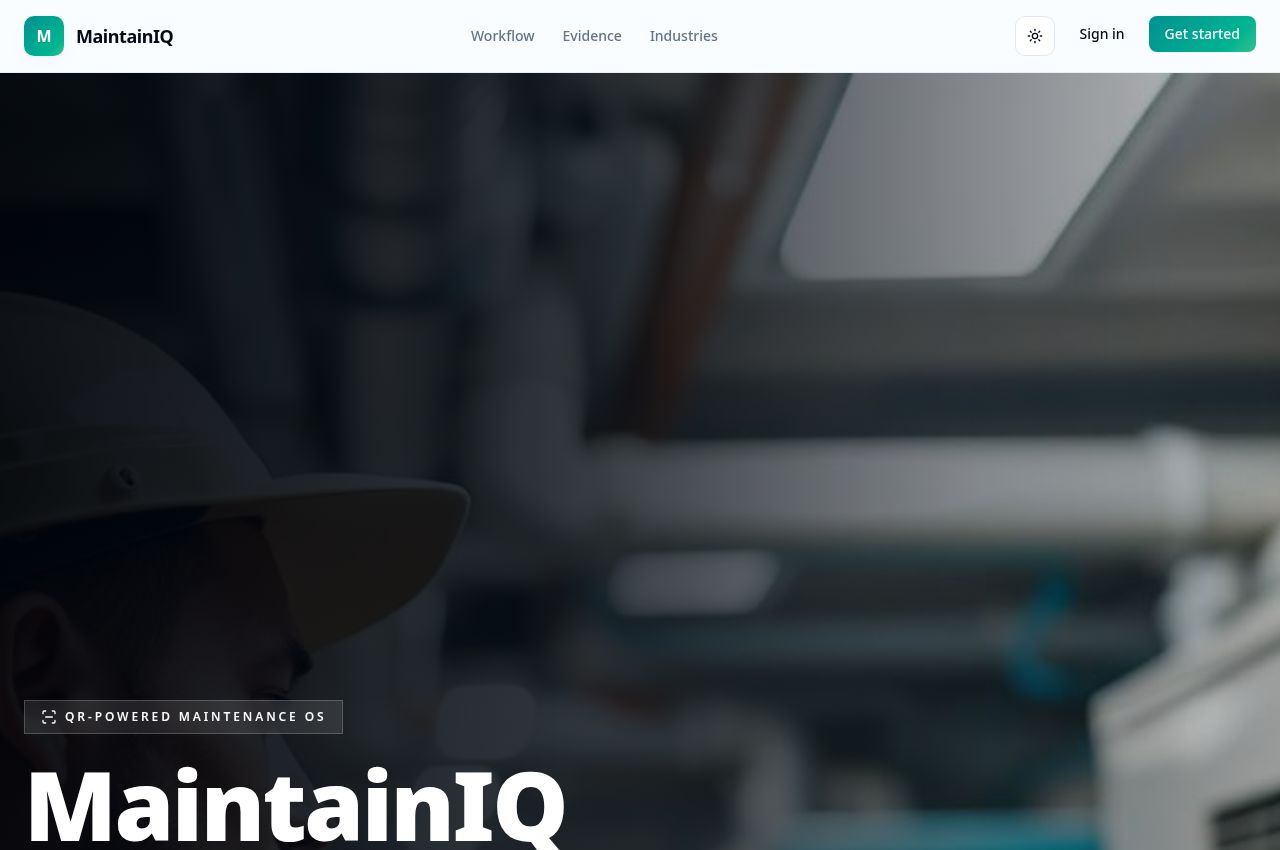 M
MaintainIQ
Workflow
Evidence
Industries
Sign in
Get started
QR-POWERED MAINTENANCE OS
MaintainIQ